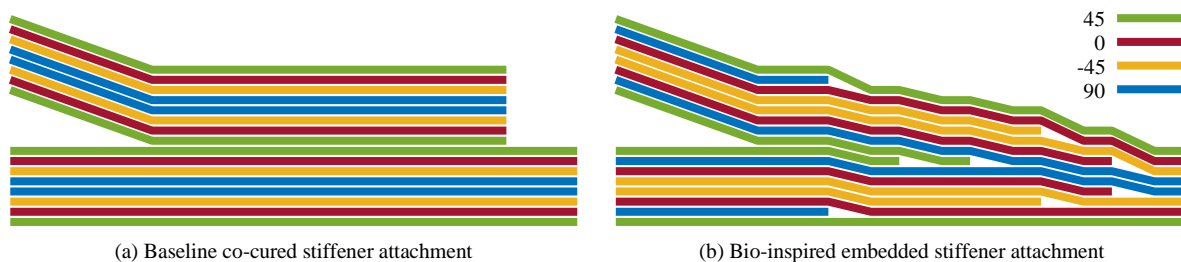 45
0
-45
90
(a) Baseline co-cured stiffener attachment
(b) Bio-inspired embedded stiffener attachment